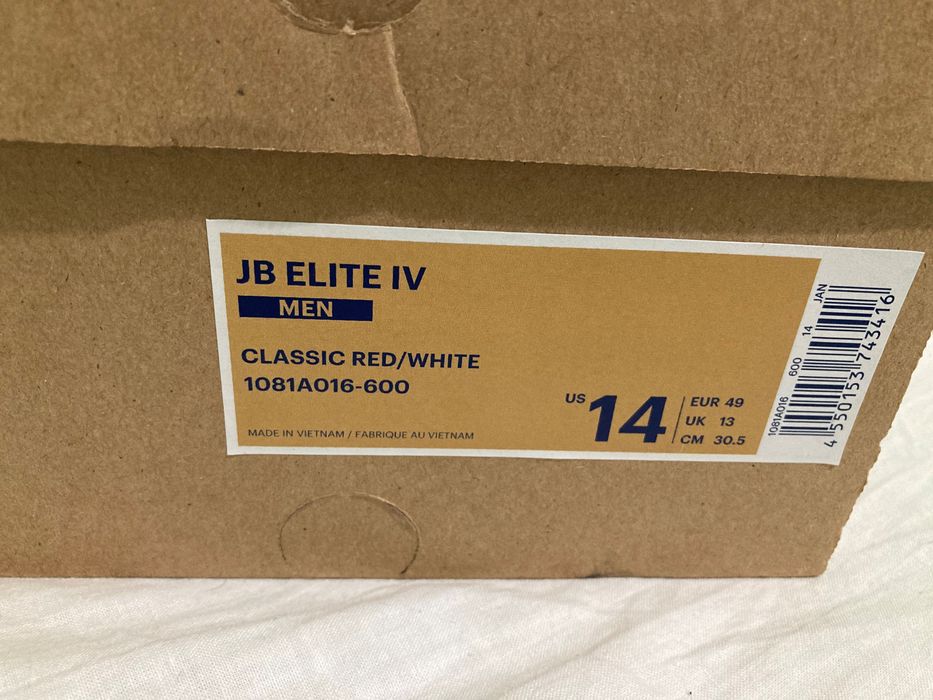 JB ELITE IV
MEN
CLASSIC RED/WHITE
1081A016-600
MADE IN VIETNAM / FABRIQUE AU VIETNAM
US 14
EUR 49
UK 13
CM 30.5
1081A016 600 14 JAN
4550153743416